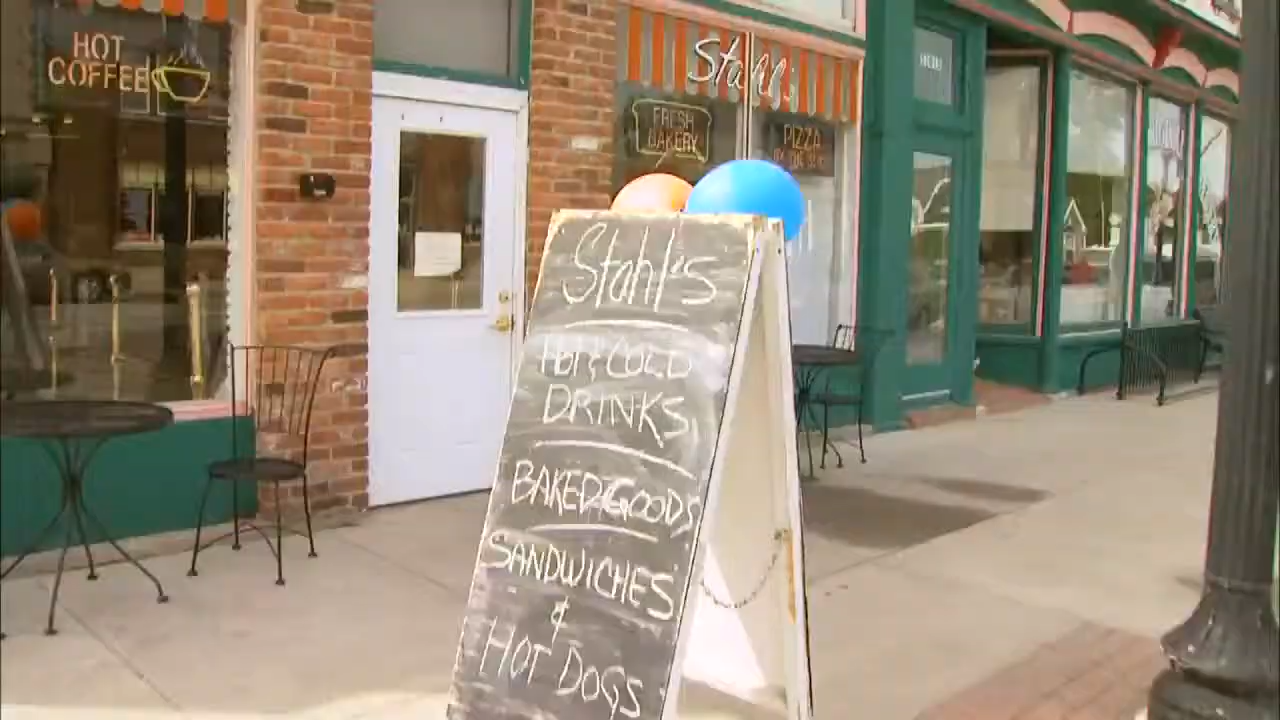 HOT
COFFEE
Stahl's
FRESH
BAKERY
PIZZA
Stahl's
HOT & COLD
DRINKS
BAKED GOODS
SANDWICHES
&
HOT DOGS